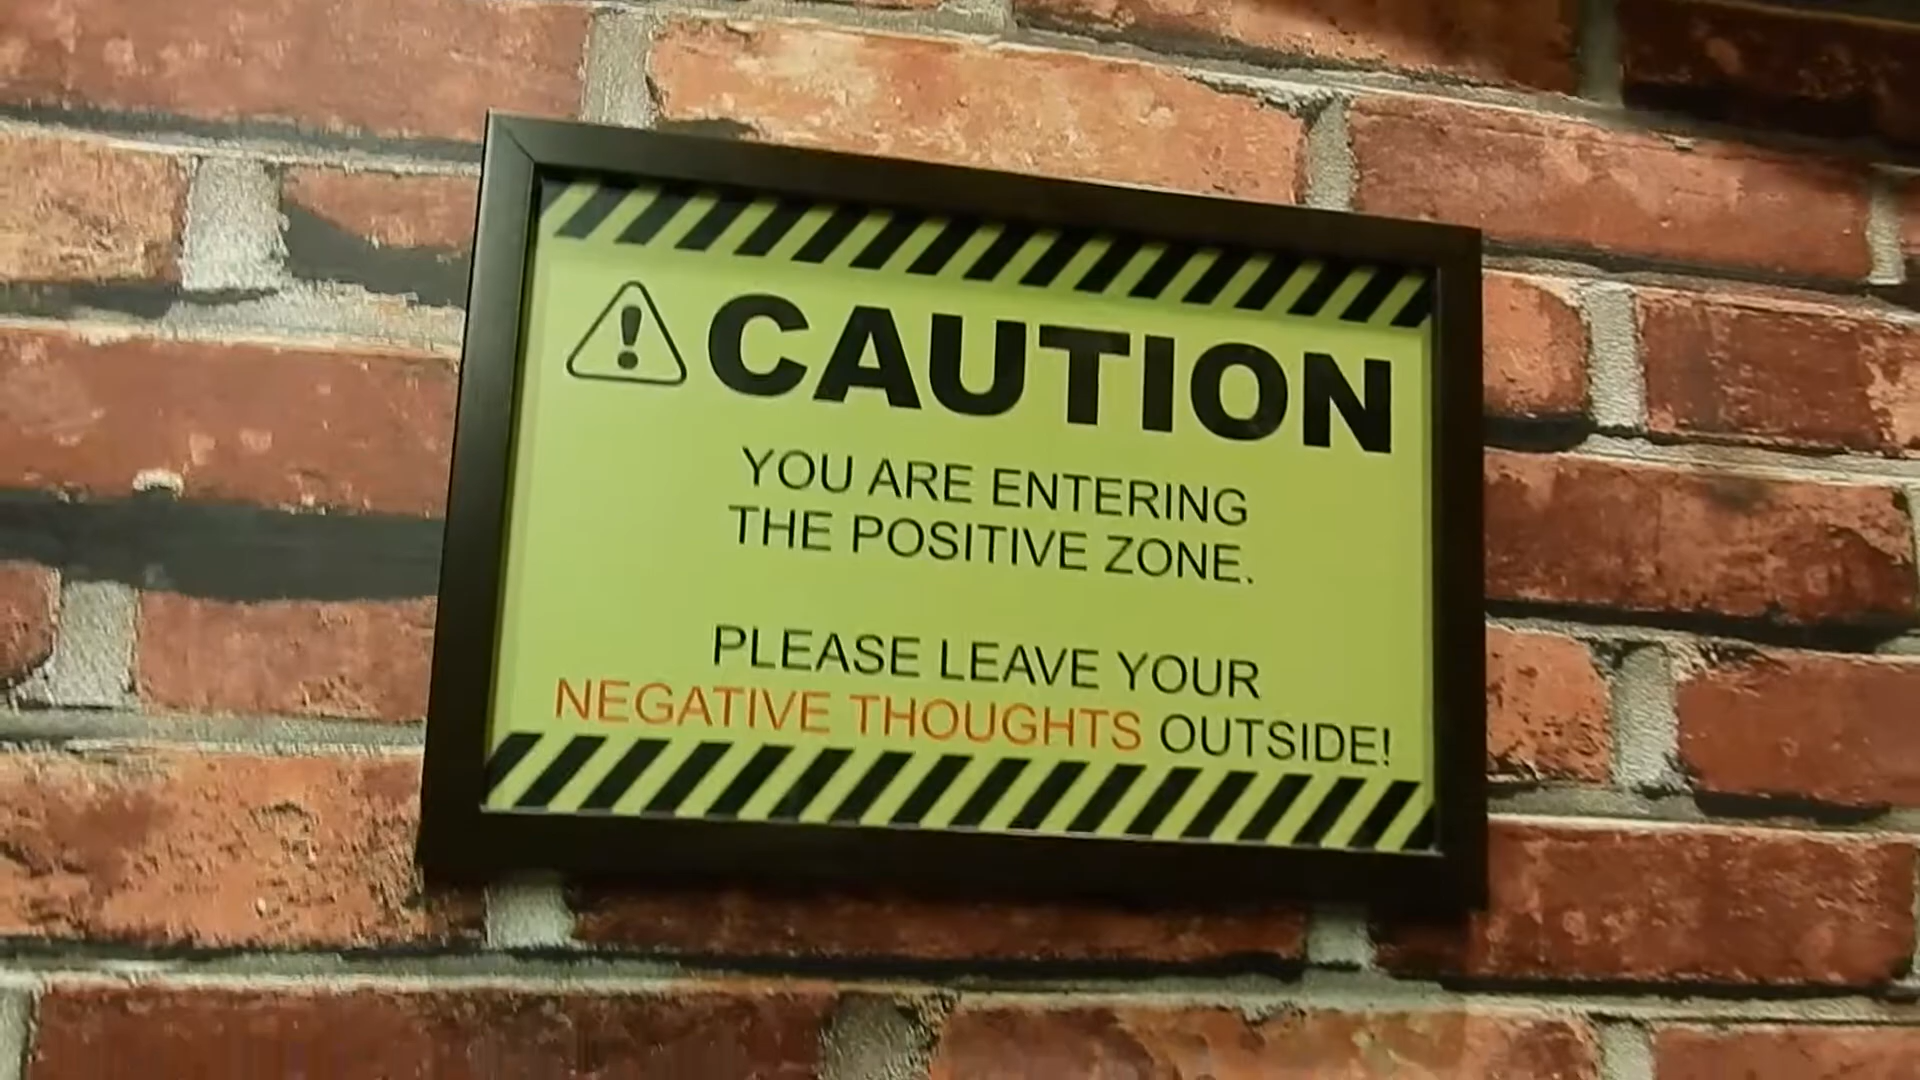 CAUTION
YOU ARE ENTERING
THE POSITIVE ZONE.
PLEASE LEAVE YOUR
NEGATIVE THOUGHTS OUTSIDE!